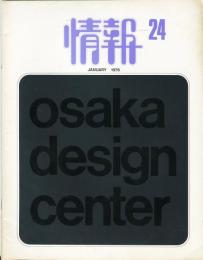 情報 24
JANUARY 1976
osaka
design
center